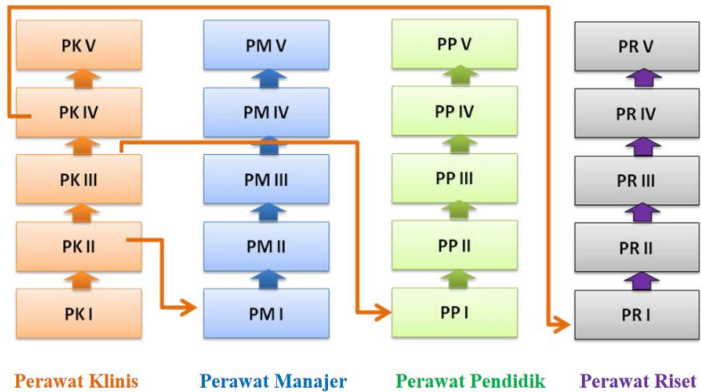 PK V PM V PP V PR V
PK IV PM IV PP IV PR IV
PK III PM III PP III PR III
PK II PM II PP II PR II
PK I PM I PP I PR I
Perawat Klinis Perawat Manajer Perawat Pendidik Perawat Riset